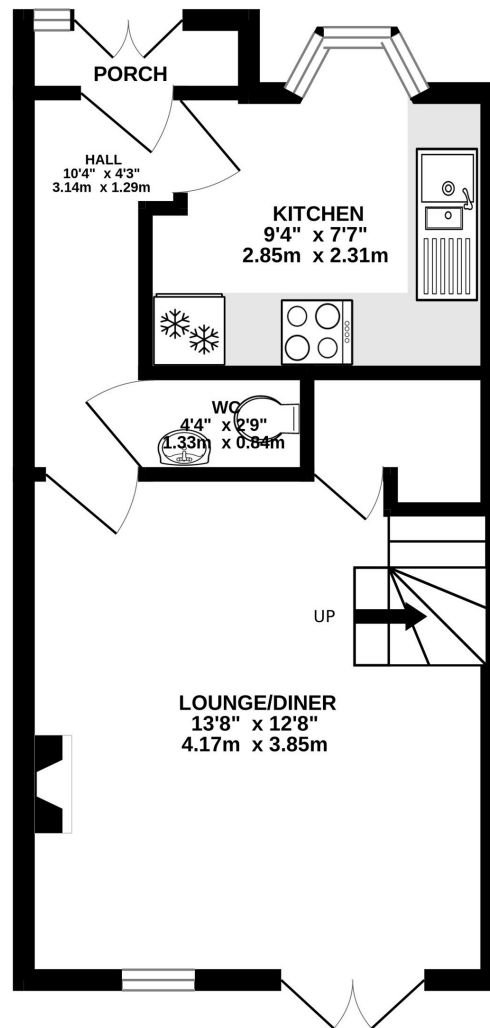 PORCH
HALL
10'4" x 4'3"
3.14m x 1.29m
KITCHEN
9'4" x 7'7"
2.85m x 2.31m
WC
4'4" x 2'9"
1.33m x 0.84m
UP
LOUNGE/DINER
13'8" x 12'8"
4.17m x 3.85m